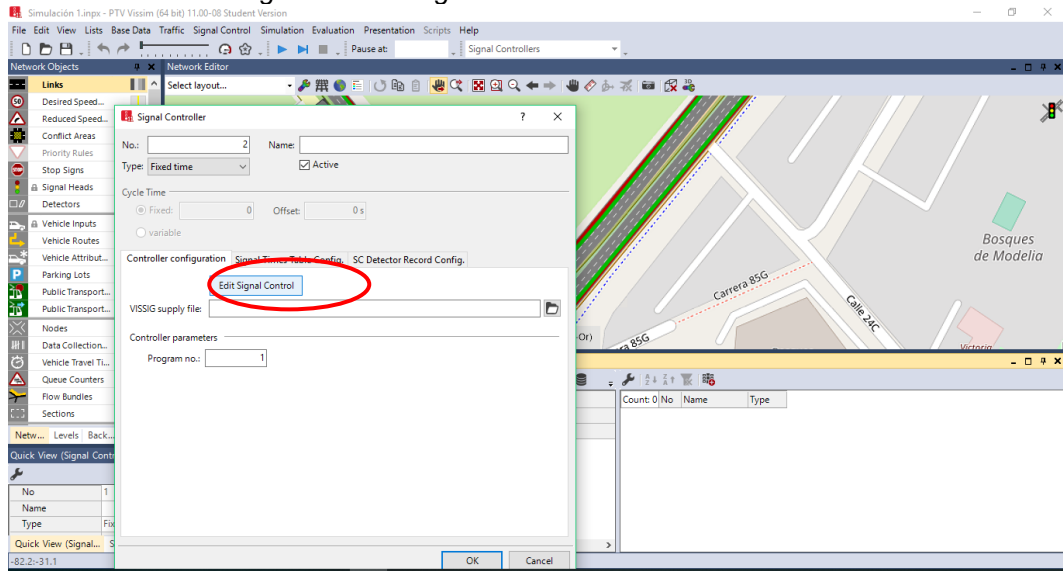 Simulación 1.inpx - PTV Vissim (64 bit) 11.00-08 Student Version
File Edit View Lists Base Data Traffic Signal Control Simulation Evaluation Presentation Scripts Help
Pause at: Signal Controllers
Network Objects
Network Editor
Links
Select layout...
Desired Speed...
Reduced Speed...
Conflict Areas
Priority Rules
Stop Signs
Signal Heads
Detectors
Vehicle Inputs
Vehicle Routes
Vehicle Attribut...
Parking Lots
Public Transport...
Public Transport...
Nodes
Data Collection...
Vehicle Travel Ti...
Queue Counters
Flow Bundles
Sections
Netw... Levels Back...
Quick View (Signal Contr
No 1
Name
Type Fix
Quick View (Signal... S
-82.2:-31.1
Signal Controller ? X
No.: 2 Name:
Type: Fixed time Active
Cycle Time
Fixed: 0 Offset: 0 s
variable
Controller configuration Signal Times Table Config. SC Detector Record Config.
Edit Signal Control
VISSIG supply file:
Controller parameters
Program no.: 1
OK Cancel
Bosques
de Modelia
Carrera 85G
Calle 24C
-Or)
ra 85G
Victoria
Count: 0 No Name Type